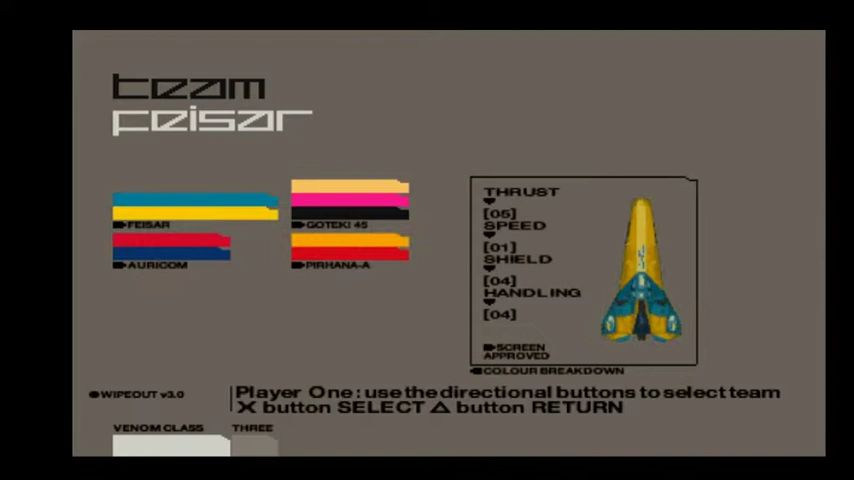 team
feisar
FEISAR
GOTEKI 45
AURICOM
PIRHANA-A
THRUST
[05]
SPEED
[01]
SHIELD
[04]
HANDLING
[04]
SCREEN
APPROVED
COLOUR BREAKDOWN
WIPEOUT v3.0
Player One : use the directional buttons to select team
X button SELECT △ button RETURN
VENOM CLASS THREE